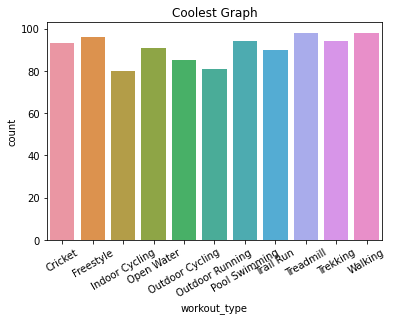 Coolest Graph
count
100
80
60
40
20
0
Cricket
Freestyle
Indoor Cycling
Open Water
Outdoor Cycling
Outdoor Running
Pool Swimming
Trail Run
Treadmill
Trekking
Walking
workout_type